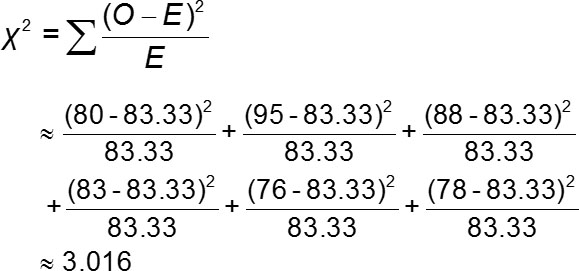 χ² = ∑ (O – E)² / E
≈ (80 - 83.33)² / 83.33 + (95 - 83.33)² / 83.33 + (88 - 83.33)² / 83.33
+ (83 - 83.33)² / 83.33 + (76 - 83.33)² / 83.33 + (78 - 83.33)² / 83.33
≈ 3.016